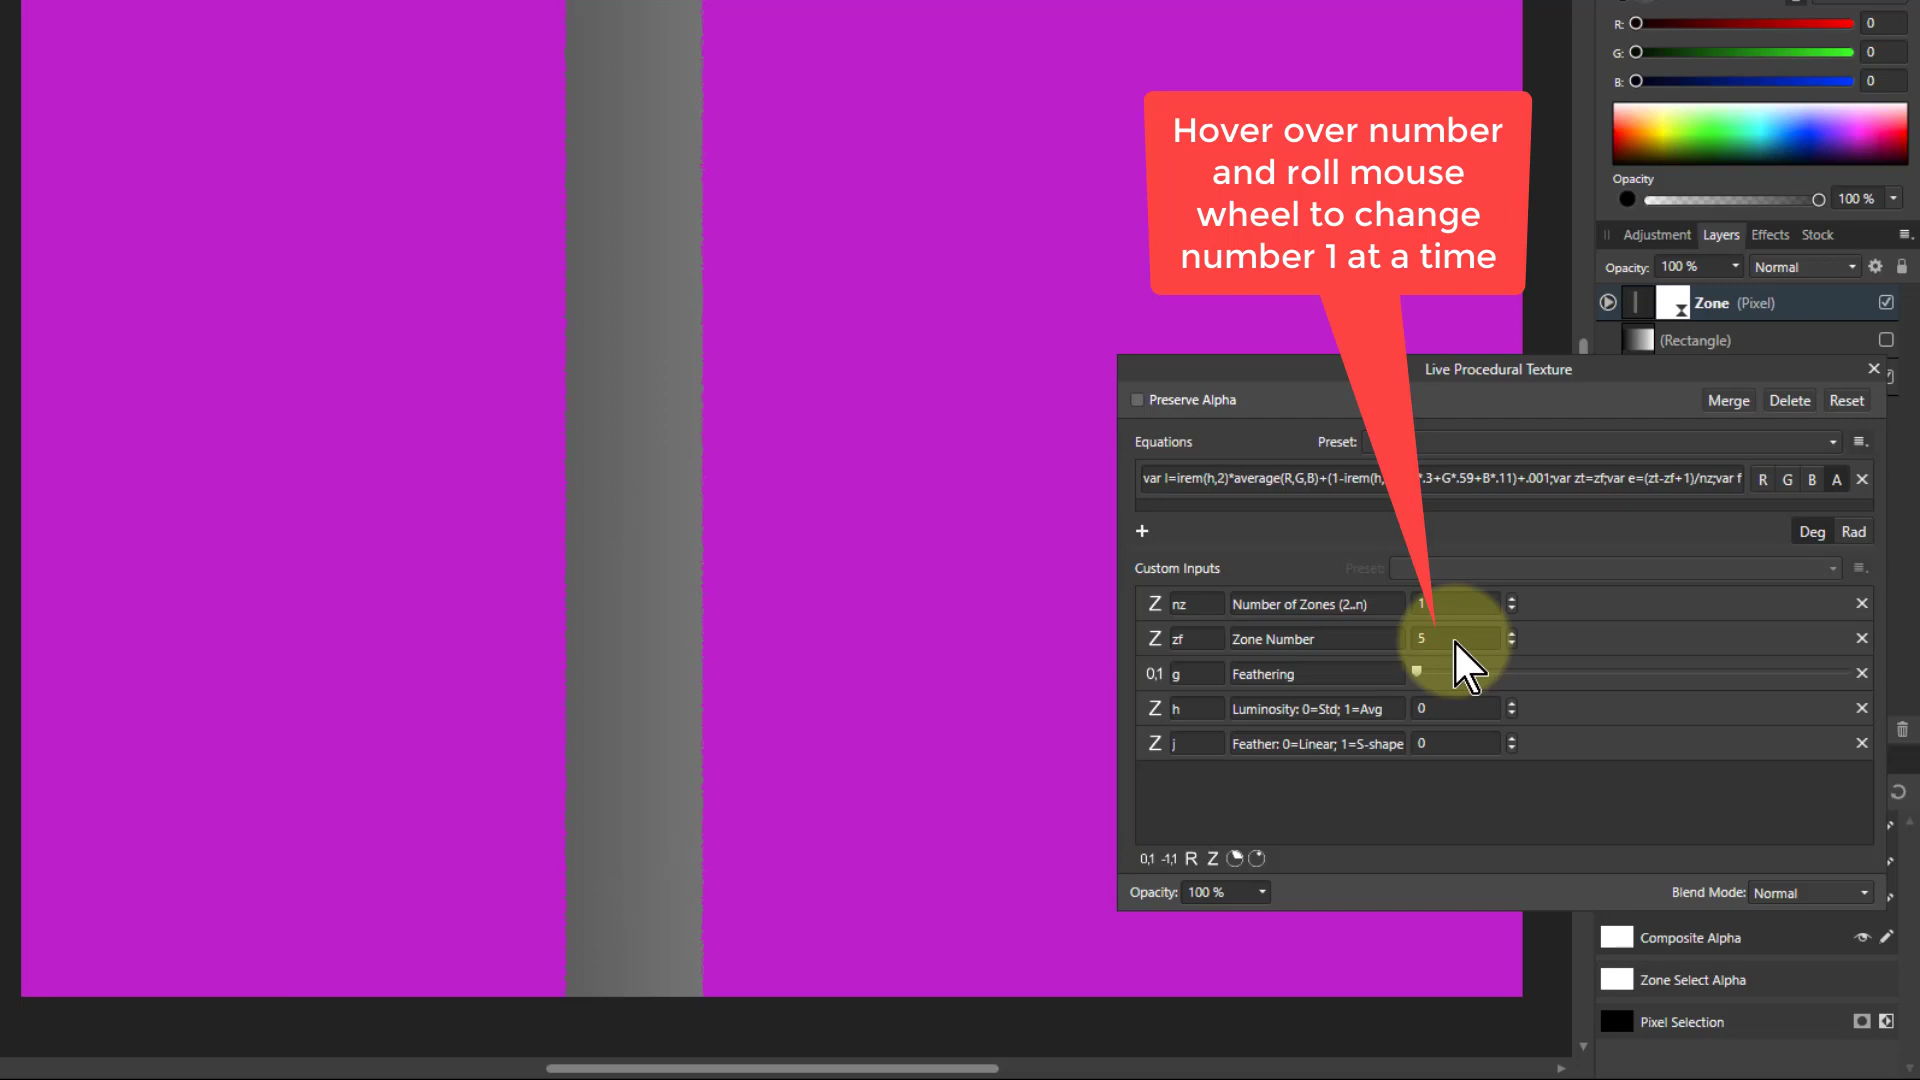 R: 0
G: 0
B: 0
Hover over number
and roll mouse
wheel to change
number 1 at a time
Opacity
100 %
Adjustment Layers Effects Stock
Opacity: 100 % Normal
Zone (Pixel)
(Rectangle)
Live Procedural Texture
Preserve Alpha Merge Delete Reset
Equations Preset:
var l=irem(h,2)*average(R,G,B)+(1-irem(h, *.3+G*.59+B*.11)+.001;var zt=zf;var e=(zt-zf+1)/nz;var f R G B A
Deg Rad
Custom Inputs Preset:
Z nz Number of Zones (2..n) 1
Z zf Zone Number 5
0,1 g Feathering
Z h Luminosity: 0=Std; 1=Avg 0
Z j Feather: 0=Linear; 1=S-shape 0
0,1 -1,1 R Z
Opacity: 100 % Blend Mode: Normal
Composite Alpha
Zone Select Alpha
Pixel Selection